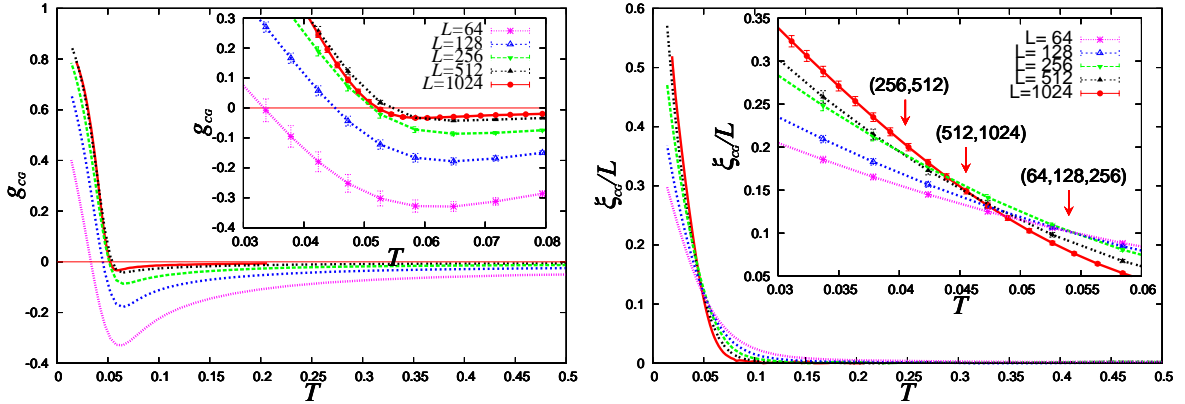 1
0.8
0.6
0.4
0.2
0
-0.2
-0.4
g_ca
0 0.05 0.1 0.15 0.2 0.25 0.3 0.35 0.4 0.45 0.5
T
0.3
0.2
0.1
0
-0.1
-0.2
-0.3
-0.4
g_ca
0.03 0.04 0.05 0.06 0.07 0.08
T
L=64
L=128
L=256
L=512
L=1024
0.6
0.5
0.4
0.3
0.2
0.1
0
ξ_ca/L
0 0.05 0.1 0.15 0.2 0.25 0.3 0.35 0.4 0.45 0.5
T
0.35
0.3
0.25
0.2
0.15
0.1
0.05
ξ_ca/L
0.03 0.035 0.04 0.045 0.05 0.055 0.06
T
L= 64
L= 128
L= 256
L= 512
L=1024
(256,512)
(512,1024)
(64,128,256)